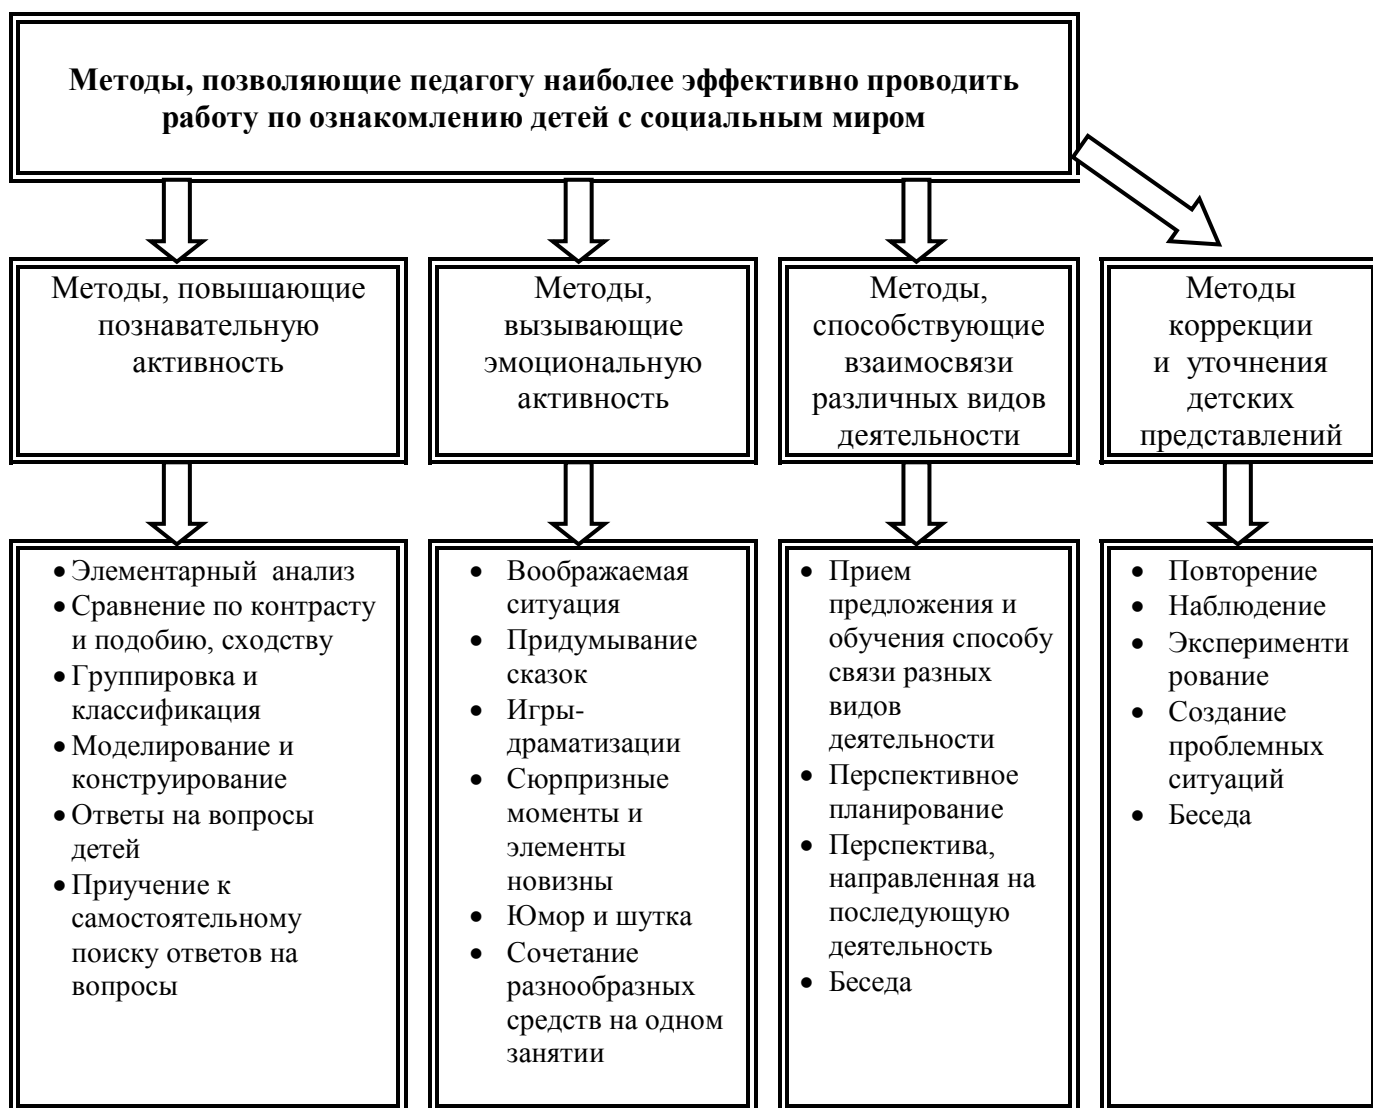 Методы, позволяющие педагогу наиболее эффективно проводить
работу по ознакомлению детей с социальным миром
Методы, повышающие
познавательную
активность
Методы,
вызывающие
эмоциональную
активность
Методы,
способствующие
взаимосвязи
различных видов
деятельности
Методы
коррекции
и уточнения
детских
представлений
• Элементарный анализ
• Сравнение по контрасту
и подобию, сходству
• Группировка и
классификация
• Моделирование и
конструирование
• Ответы на вопросы
детей
• Приучение к
самостоятельному
поиску ответов на
вопросы
• Воображаемая
ситуация
• Придумывание
сказок
• Игры-
драматизации
• Сюрпризные
моменты и
элементы
новизны
• Юмор и шутка
• Сочетание
разнообразных
средств на одном
занятии
• Прием
предложения и
обучения способу
связи разных
видов
деятельности
• Перспективное
планирование
• Перспектива,
направленная на
последующую
деятельность
• Беседа
• Повторение
• Наблюдение
• Эксперименти
рование
• Создание
проблемных
ситуаций
• Беседа